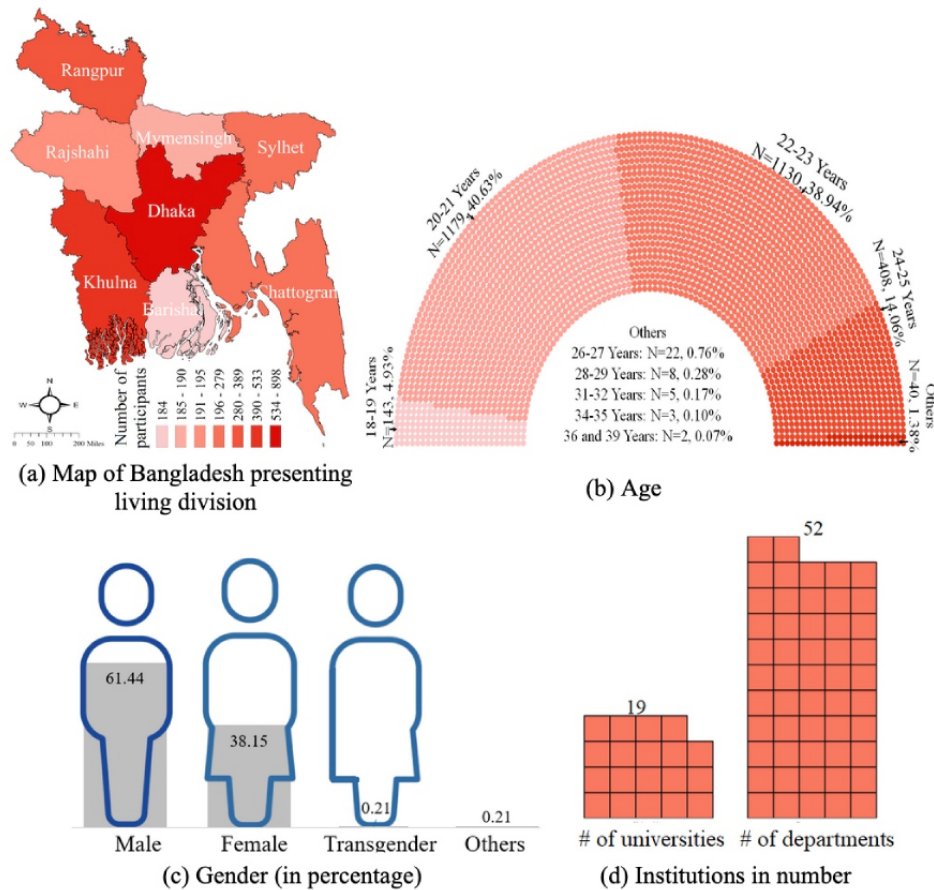 Rangpur
Mymensingh
Rajshahi
Sylhet
Dhaka
Khulna
Barishal
Chattogram
N
W E
S
0 50 100 200 Miles
Number of
participants
184
185 - 190
191 - 195
196 - 279
280 - 389
390 - 533
534 - 898
(a) Map of Bangladesh presenting
living division
18-19 Years
N=143, 4.93%
20-21 Years
N=1179, 40.63%
22-23 Years
N=1130, 38.94%
24-25 Years
N=408, 14.06%
Others
N=40, 1.38%
Others
26-27 Years: N=22, 0.76%
28-29 Years: N=8, 0.28%
31-32 Years: N=5, 0.17%
34-35 Years: N=3, 0.10%
36 and 39 Years: N=2, 0.07%
(b) Age
61.44
38.15
0.21
0.21
Male Female Transgender Others
(c) Gender (in percentage)
19
52
# of universities # of departments
(d) Institutions in number